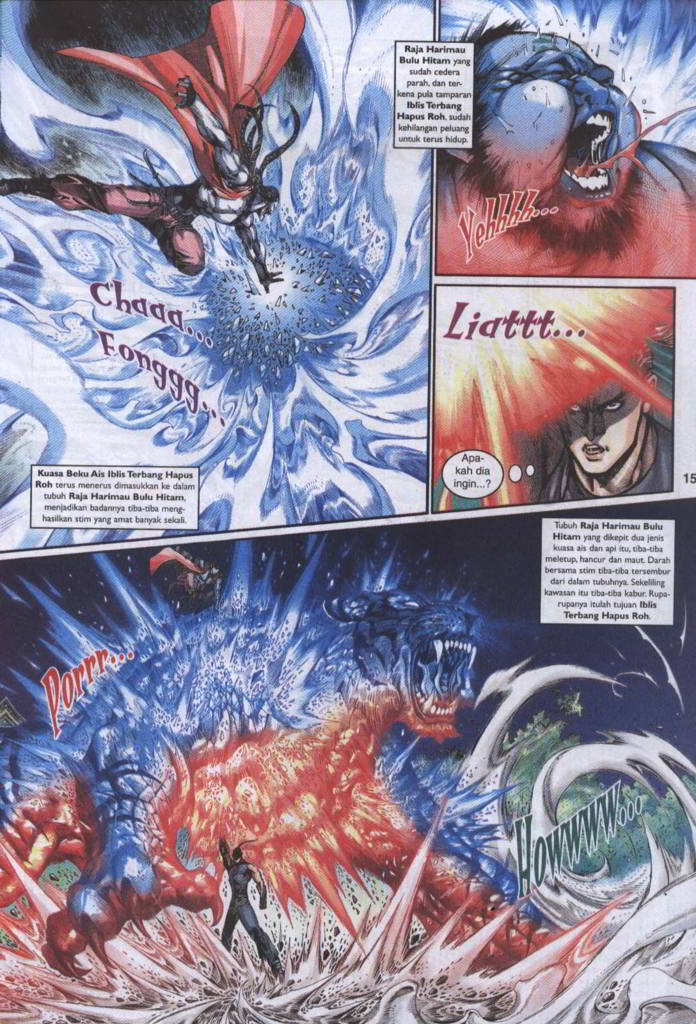 Chaaa...
Fonggg...
Kuasa Beku Ais Iblis Terbang Hapus
Roh terus menerus dimasukkan ke dalam
tubuh Raja Harimau Bulu Hitam,
menjadikan badannya tiba-tiba meng-
hasilkan stim yang amat banyak sekali.
Raja Harimau
Bulu Hitam yang
sudah cedera
parah, dan ter-
kena pula tamparan
Iblis Terbang
Hapus Roh, sudah
kehilangan peluang
untuk terus hidup.
Yehhhh...
Liattt...
Apa-
kah dia
ingin...?
15
Tubuh Raja Harimau Bulu
Hitam yang dikepit dua jenis
kuasa ais dan api itu, tiba-tiba
meletup, hancur dan maut. Darah
bersama stim tiba-tiba tersembur
dari dalam tubuhnya. Sekeliling
kawasan itu tiba-tiba kabur. Rupa-
rupanya itulah tujuan Iblis
Terbang Hapus Roh.
Porrr...
Howwww...